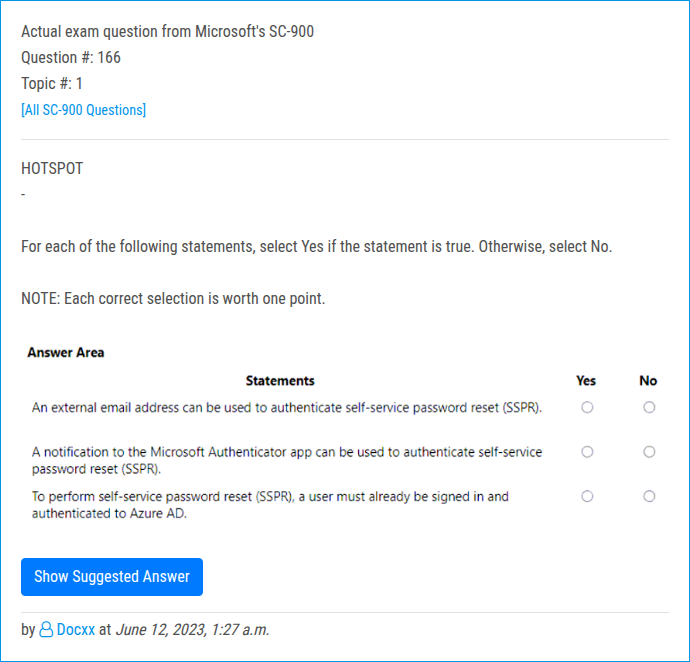 Actual exam question from Microsoft's SC-900
Question #: 166
Topic #: 1
[All SC-900 Questions]
HOTSPOT
-
For each of the following statements, select Yes if the statement is true. Otherwise, select No.
NOTE: Each correct selection is worth one point.
Answer Area
Statements Yes No
An external email address can be used to authenticate self-service password reset (SSPR).
A notification to the Microsoft Authenticator app can be used to authenticate self-service
password reset (SSPR).
To perform self-service password reset (SSPR), a user must already be signed in and
authenticated to Azure AD.
Show Suggested Answer
by Docxx at June 12, 2023, 1:27 a.m.